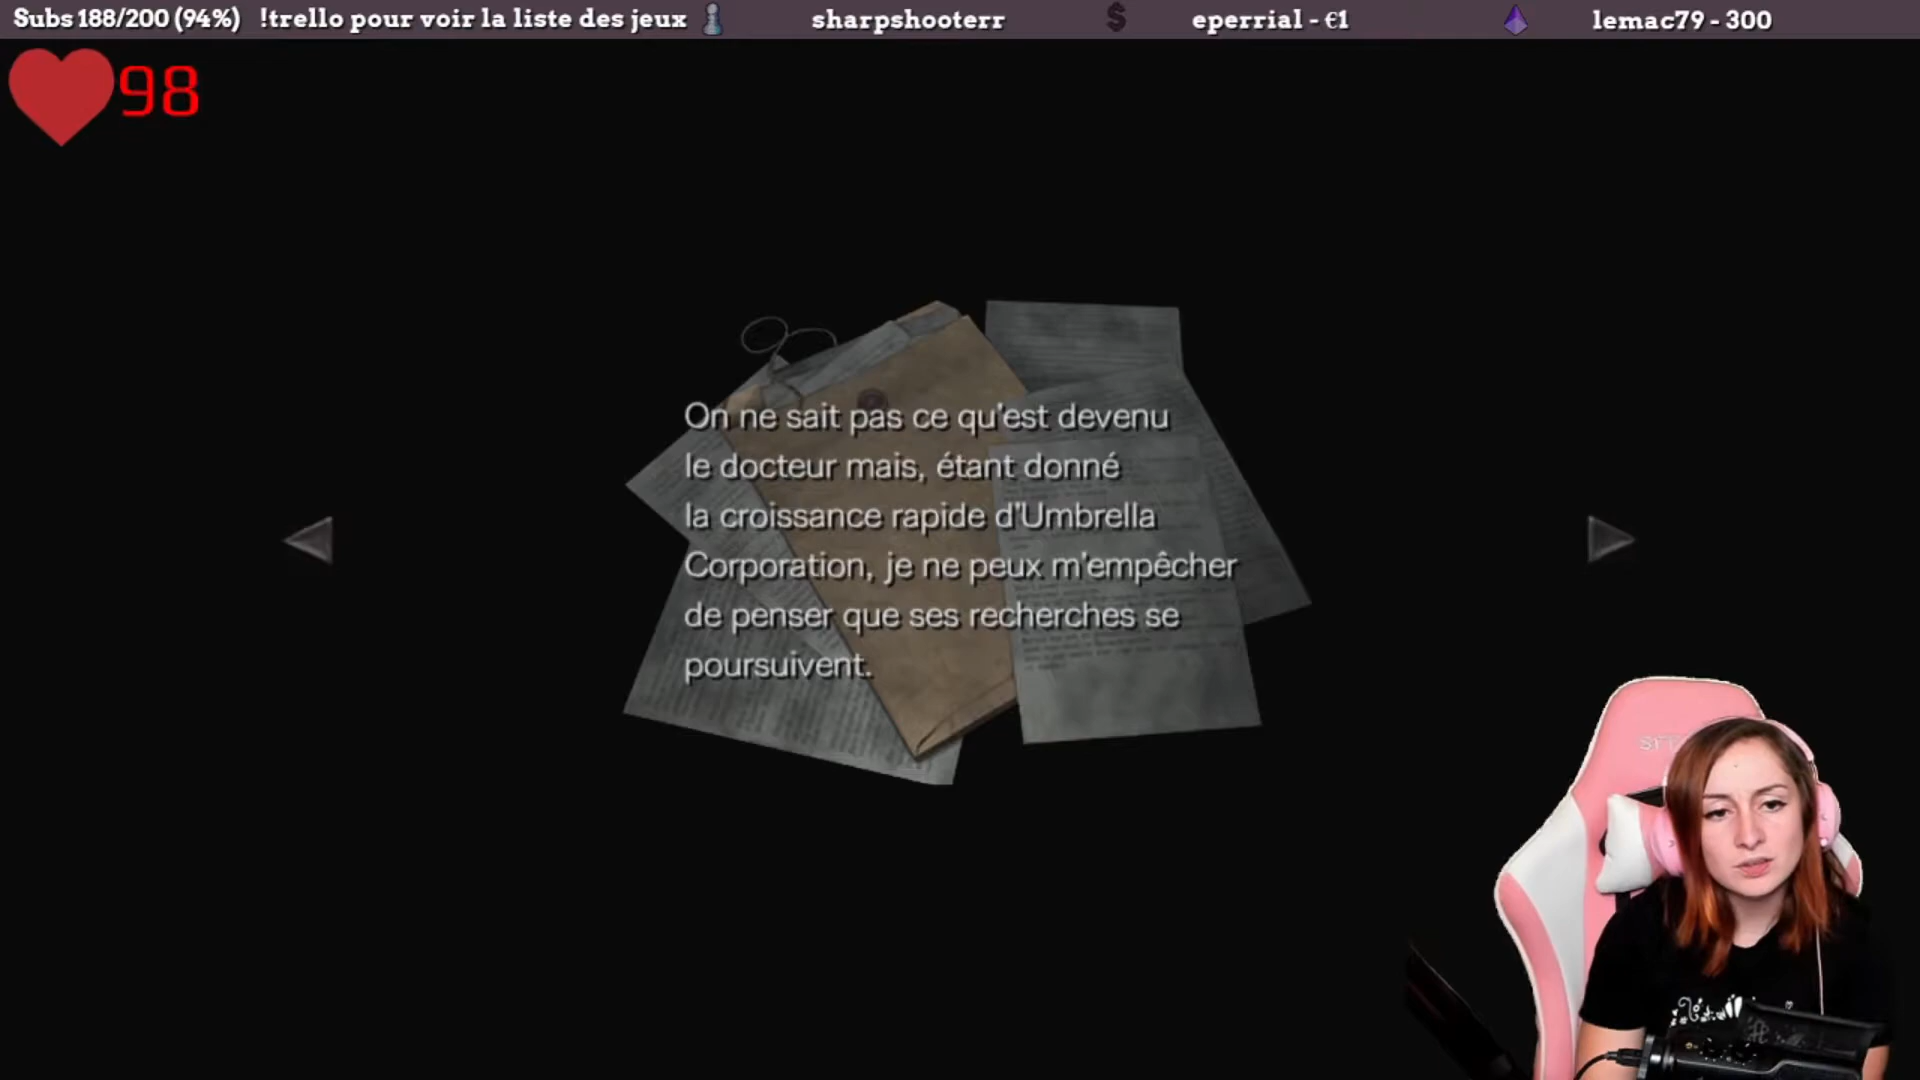 Subs 188/200 (94%) !trello pour voir la liste des jeux sharpshooterr eperrial - €1 lemac79 - 300
98
On ne sait pas ce qu'est devenu
le docteur mais, étant donné
la croissance rapide d'Umbrella
Corporation, je ne peux m'empêcher
de penser que ses recherches se
poursuivent.